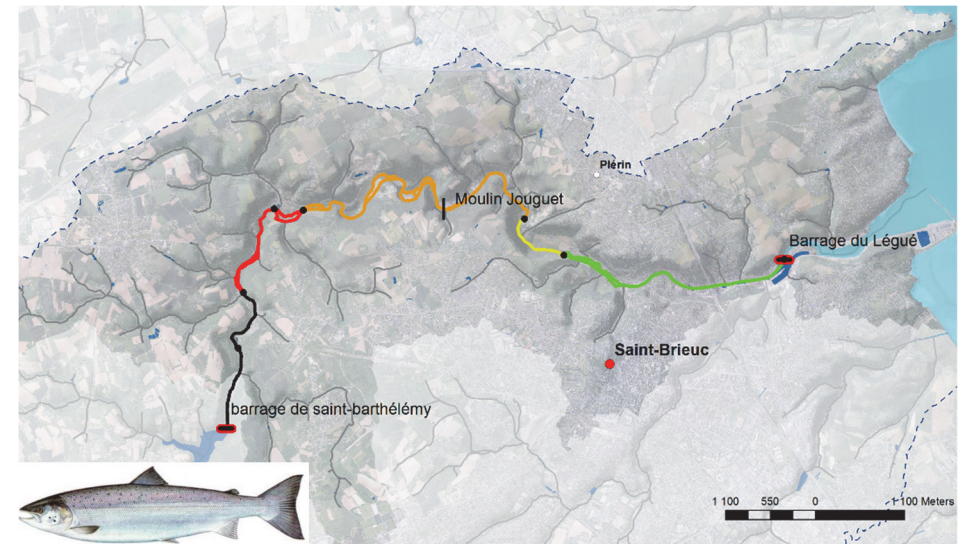 Plérin
Moulin Jouguet
Barrage du Légué
Saint-Brieuc
barrage de saint-barthélémy
1 100 550 0 1 100 Meters